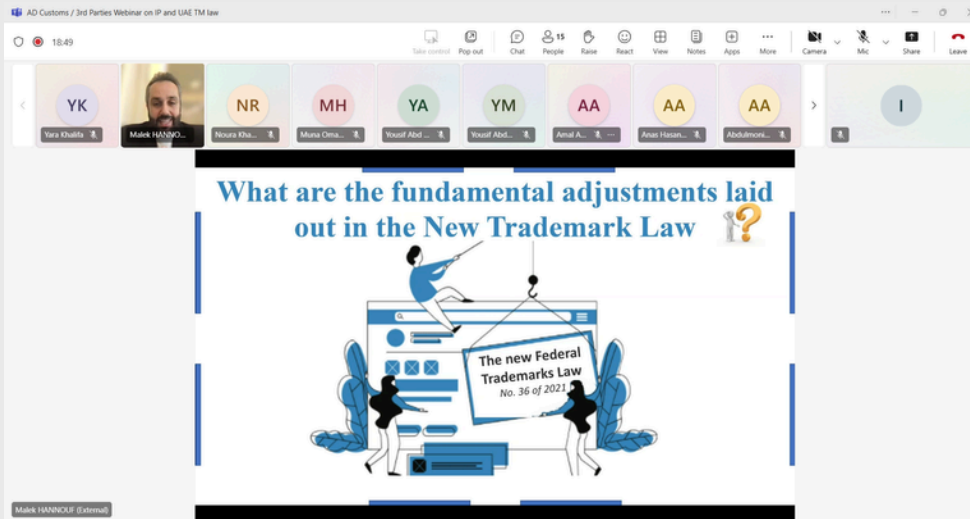 AD Customs / 3rd Parties Webinar on IP and UAE TM law
18:49
Take control
Pop out
Chat
15
People
Raise
React
View
Notes
Apps
More
Camera
Mic
Share
Leave
YK
NR
MH
YA
YM
AA
AA
AA
I
Yara Khalifa
Malek HANNO...
Noura Kha...
Muna Oma...
Yousif Abd ...
Yousif Abd...
Amal A...
Anas Hasan...
Abdulmoni...
What are the fundamental adjustments laid
out in the New Trademark Law
?
The new Federal
Trademarks Law
No. 36 of 2021
Malek HANNOUF (External)